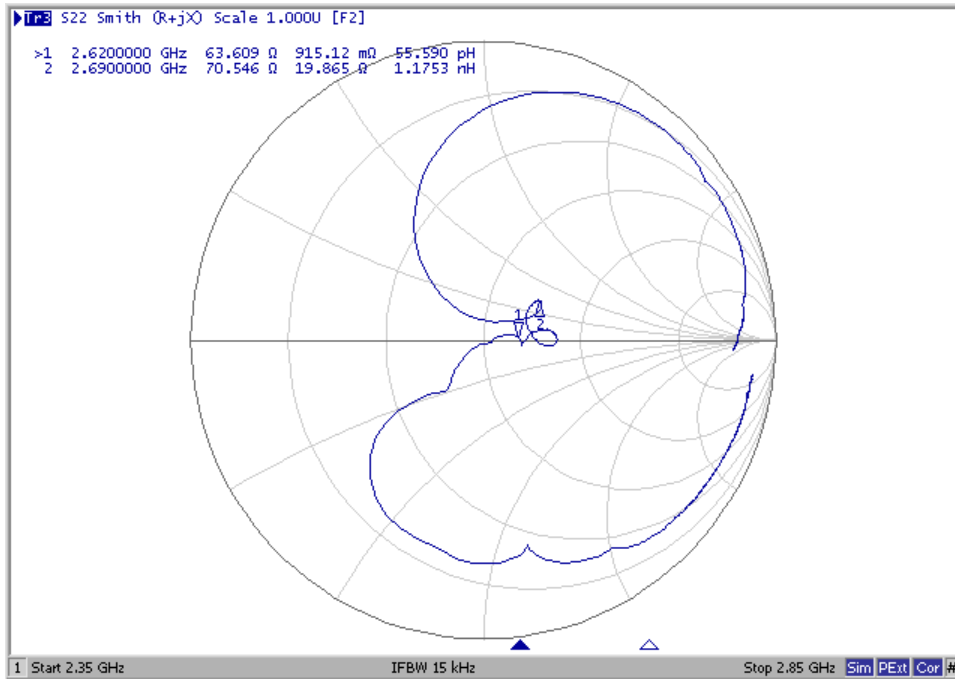 Tr3 S22 Smith (R+jX) Scale 1.000U [F2]
>1 2.6200000 GHz 63.609 Ω 915.12 mΩ 55.590 pH
2 2.6900000 GHz 70.546 Ω 19.865 Ω 1.1753 nH
1
2
1 Start 2.35 GHz IFBW 15 kHz Stop 2.85 GHz Sim PExt Cor #